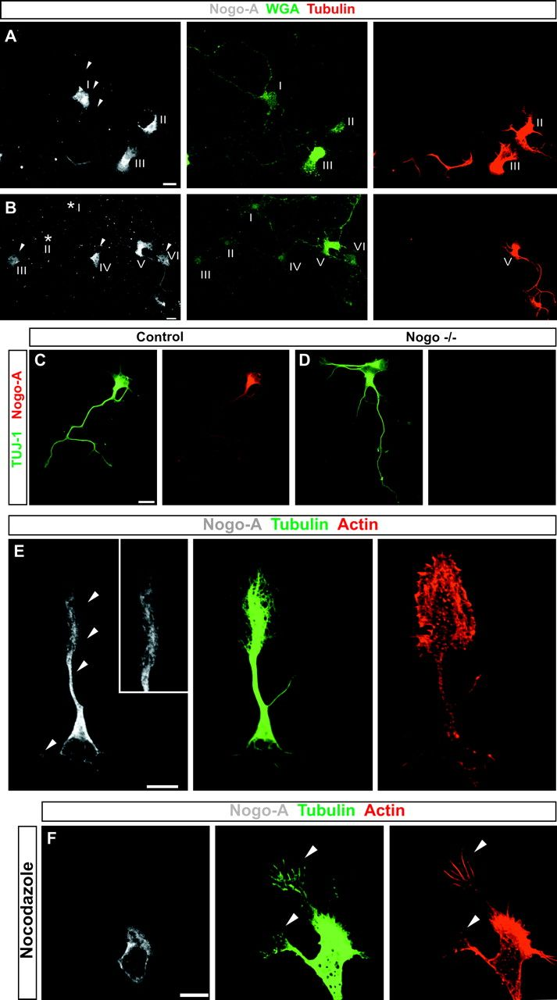 Nogo-A WGA Tubulin
A
I
II
III
I
II
III
II
III
B
* I
*
II
III
IV
V
VI
I
II
III
IV
V
VI
V
Control
Nogo -/-
TUJ-1 Nogo-A
C
D
Nogo-A Tubulin Actin
E
Nogo-A Tubulin Actin
Nocodazole
F